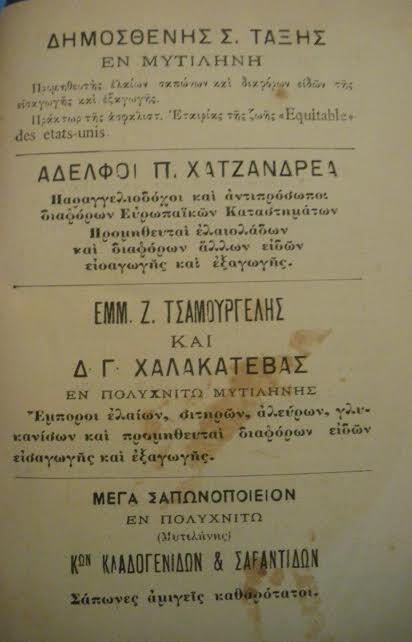 ΔΗΜΟΣΘΕΝΗΣ Σ. ΤΑΞΗΣ
ΕΝ ΜΥΤΙΛΗΝΗ
Προμηθευτὴς ἐλαίων σαπώνων καὶ διαφόρων εἰδῶν τῆς
εἰσαγωγῆς καὶ ἐξαγωγῆς.
Πράκτωρ τῆς ἀσφαλιστ. Ἑταιρίας τῆς ζωῆς «Equitable»
des etats-unis.
ΑΔΕΛΦΟΙ Π. ΧΑΤΖΑΝΔΡΕΑ
Παραγγελιοδόχοι καὶ ἀντιπρόσωποι
διαφόρων Εὐρωπαϊκῶν Καταστημάτων
Προμηθευταὶ ἐλαιολάδων
καὶ διαφόρων ἄλλων εἰδῶν
εἰσαγωγῆς καὶ ἐξαγωγῆς.
ΕΜΜ. Ζ. ΤΣΑΜΟΥΡΓΕΛΗΣ
ΚΑΙ
Δ. Γ. ΧΑΛΑΚΑΤΕΒΑΣ
ΕΝ ΠΟΛΥΧΝΙΤΩ ΜΥΤΙΛΗΝΗΣ
Ἔμποροι ἐλαίων, σιτηρῶν, ἀλεύρων, γλυ-
κανίσων καὶ προμηθευταὶ διαφόρων εἰδῶν
εἰσαγωγῆς καὶ ἐξαγωγῆς.
ΜΕΓΑ ΣΑΠΩΝΟΠΟΙΕΙΟΝ
ΕΝ ΠΟΛΥΧΝΙΤΩ
(Μυτιλήνης)
Κων ΚΛΑΔΟΓΕΝΙΔΩΝ & ΣΑΡΑΝΤΙΔΩΝ
Σάπωνες ἀμιγεῖς καθαρότατοι.